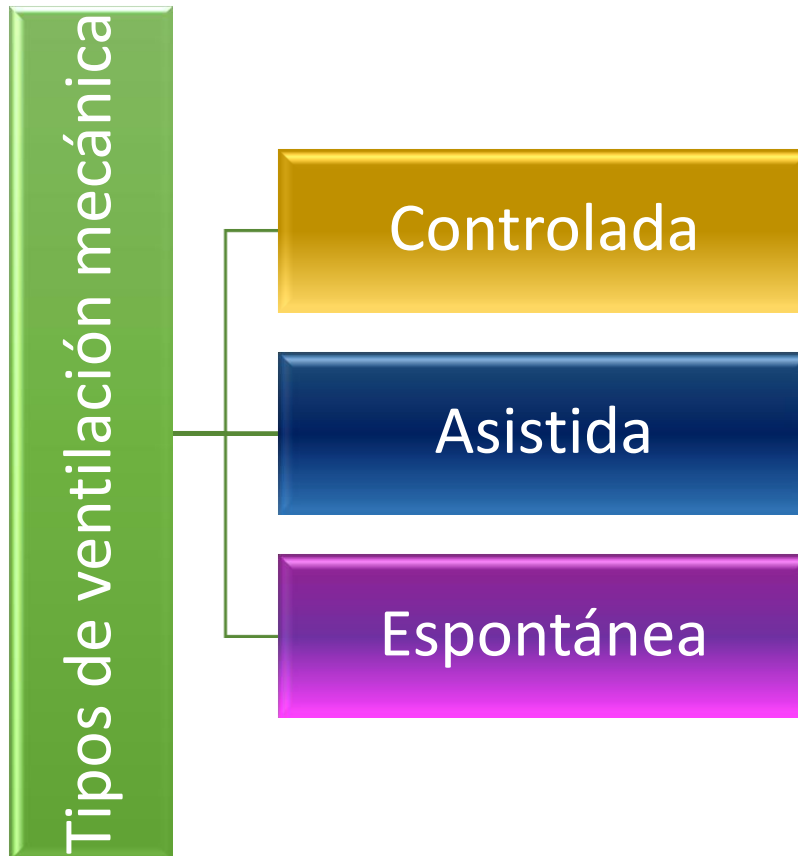 Tipos de ventilación mecánica
Controlada
Asistida
Espontánea